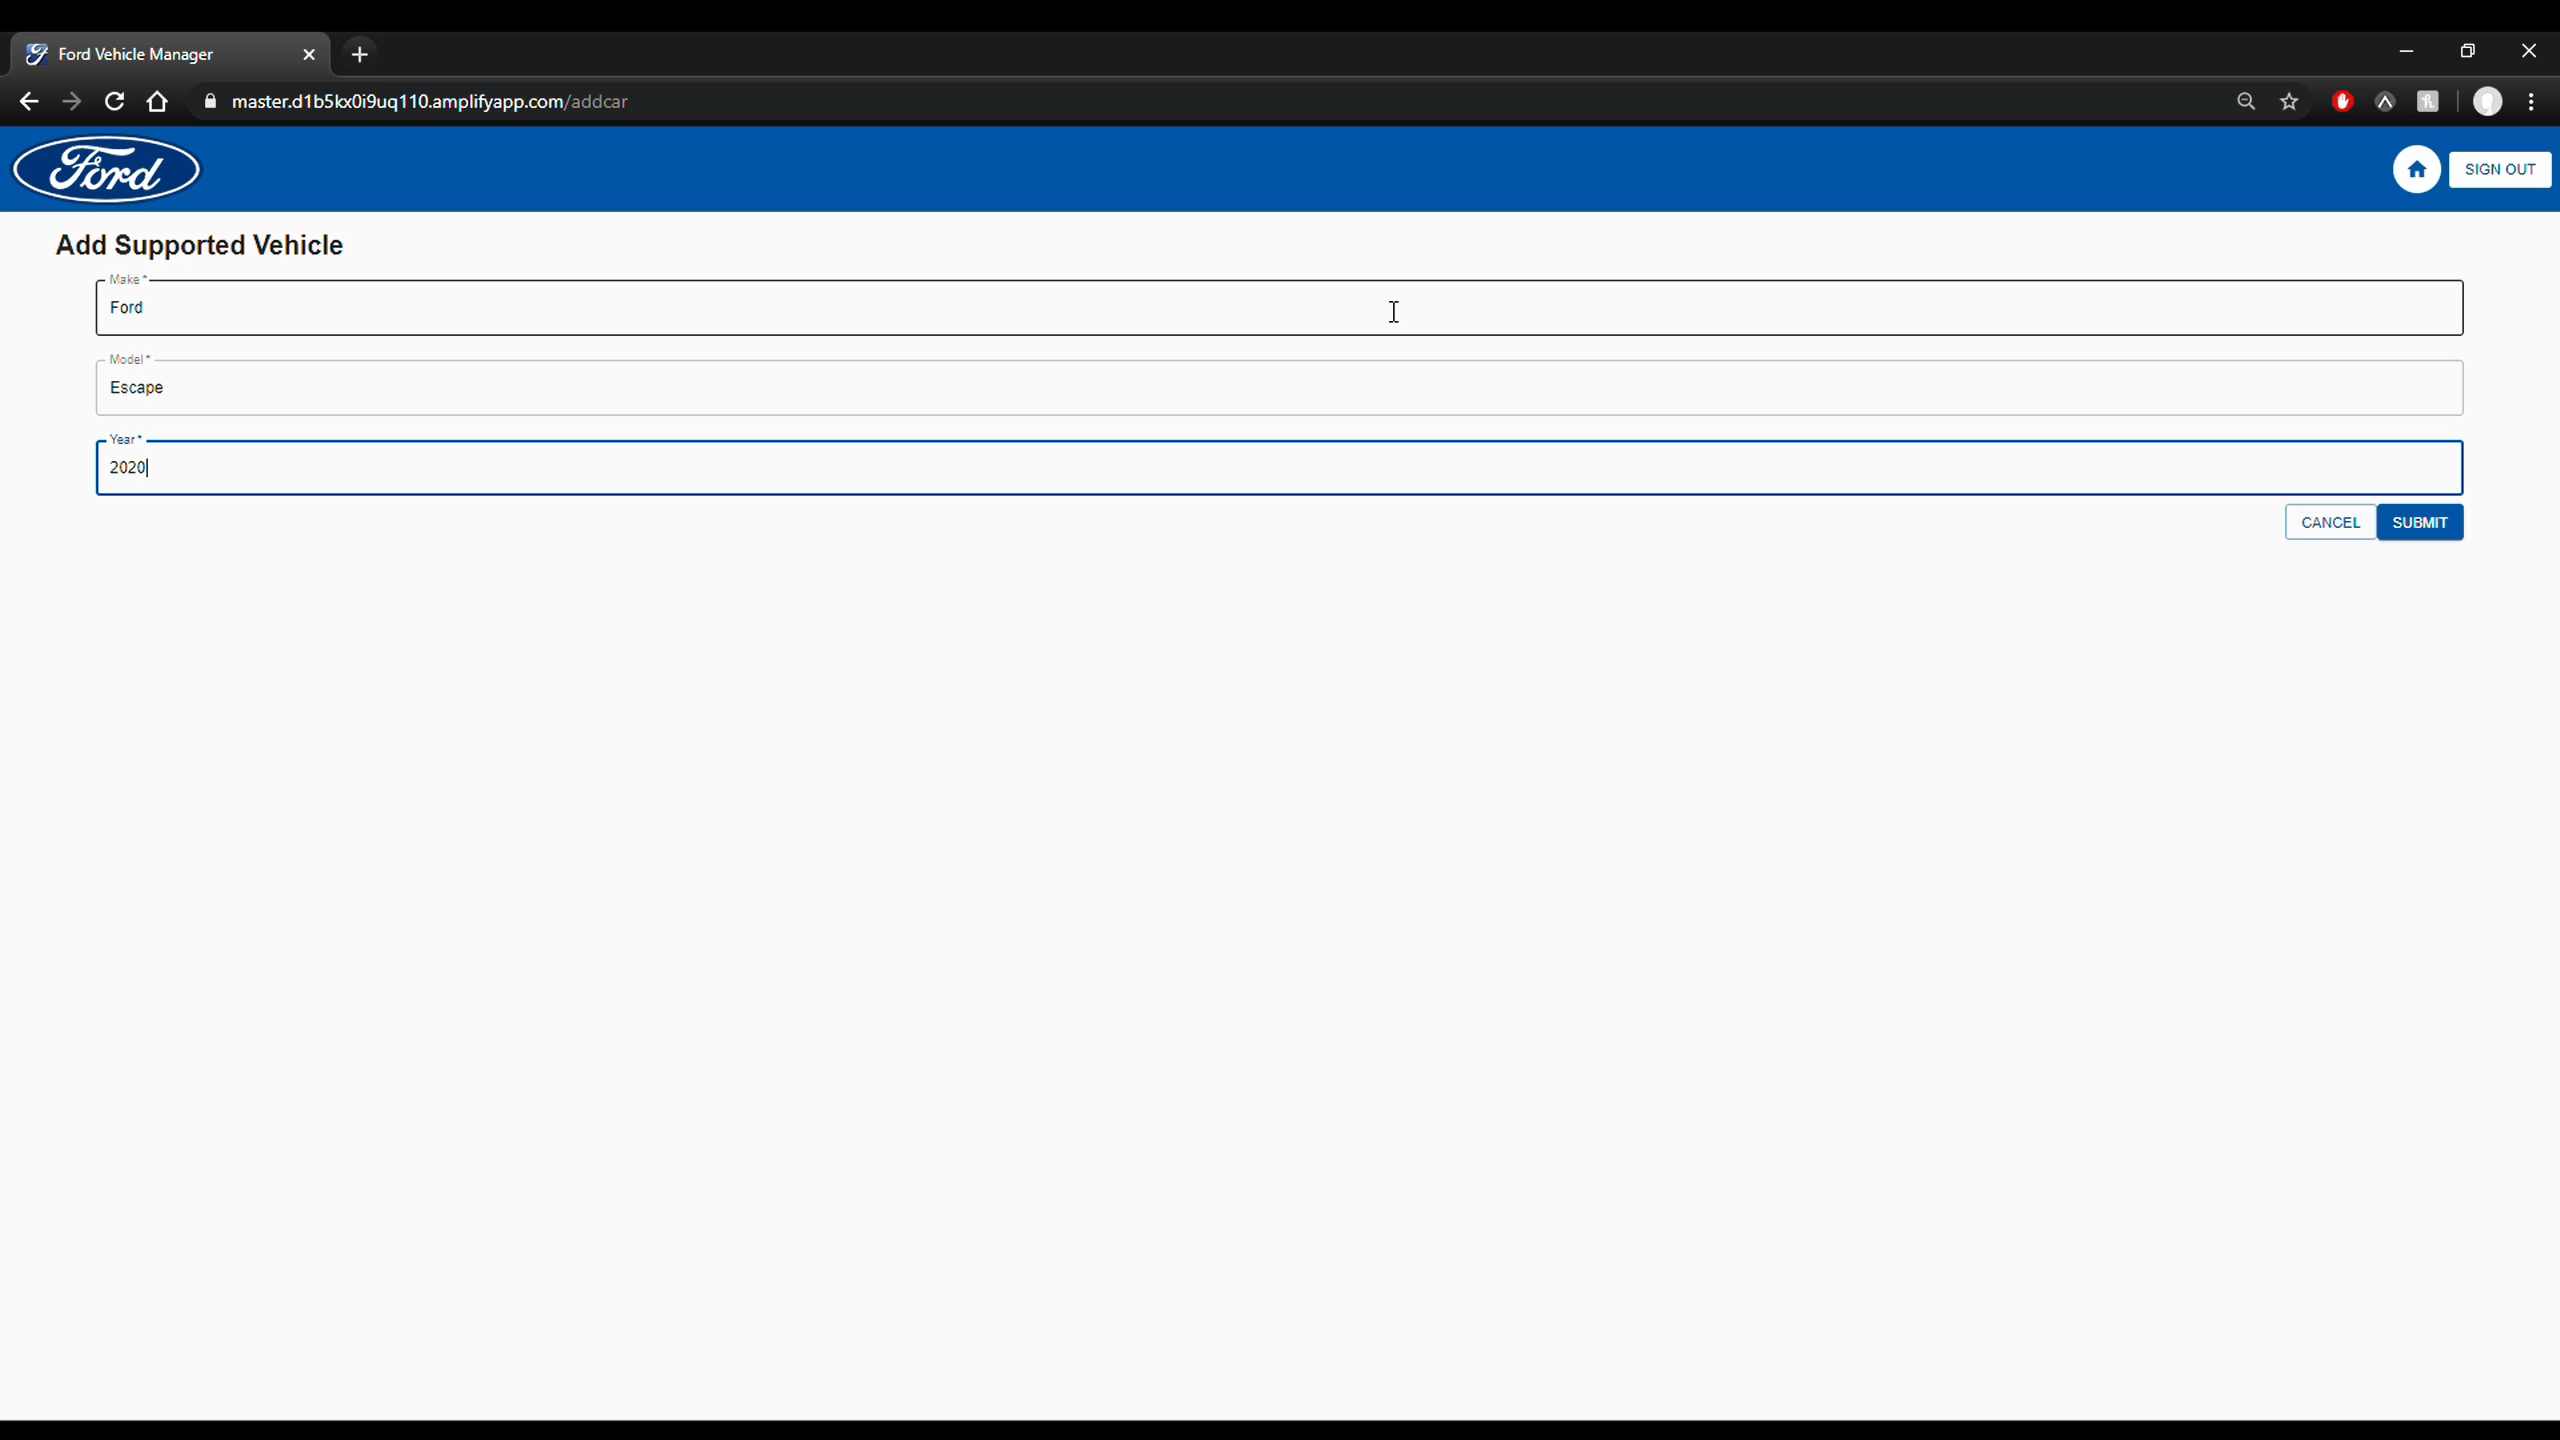 Ford Vehicle Manager
master.d1b5kx0i9uq110.amplifyapp.com/addcar
Ford
SIGN OUT
Add Supported Vehicle
Make *
Ford
Model *
Escape
Year *
2020
CANCEL
SUBMIT